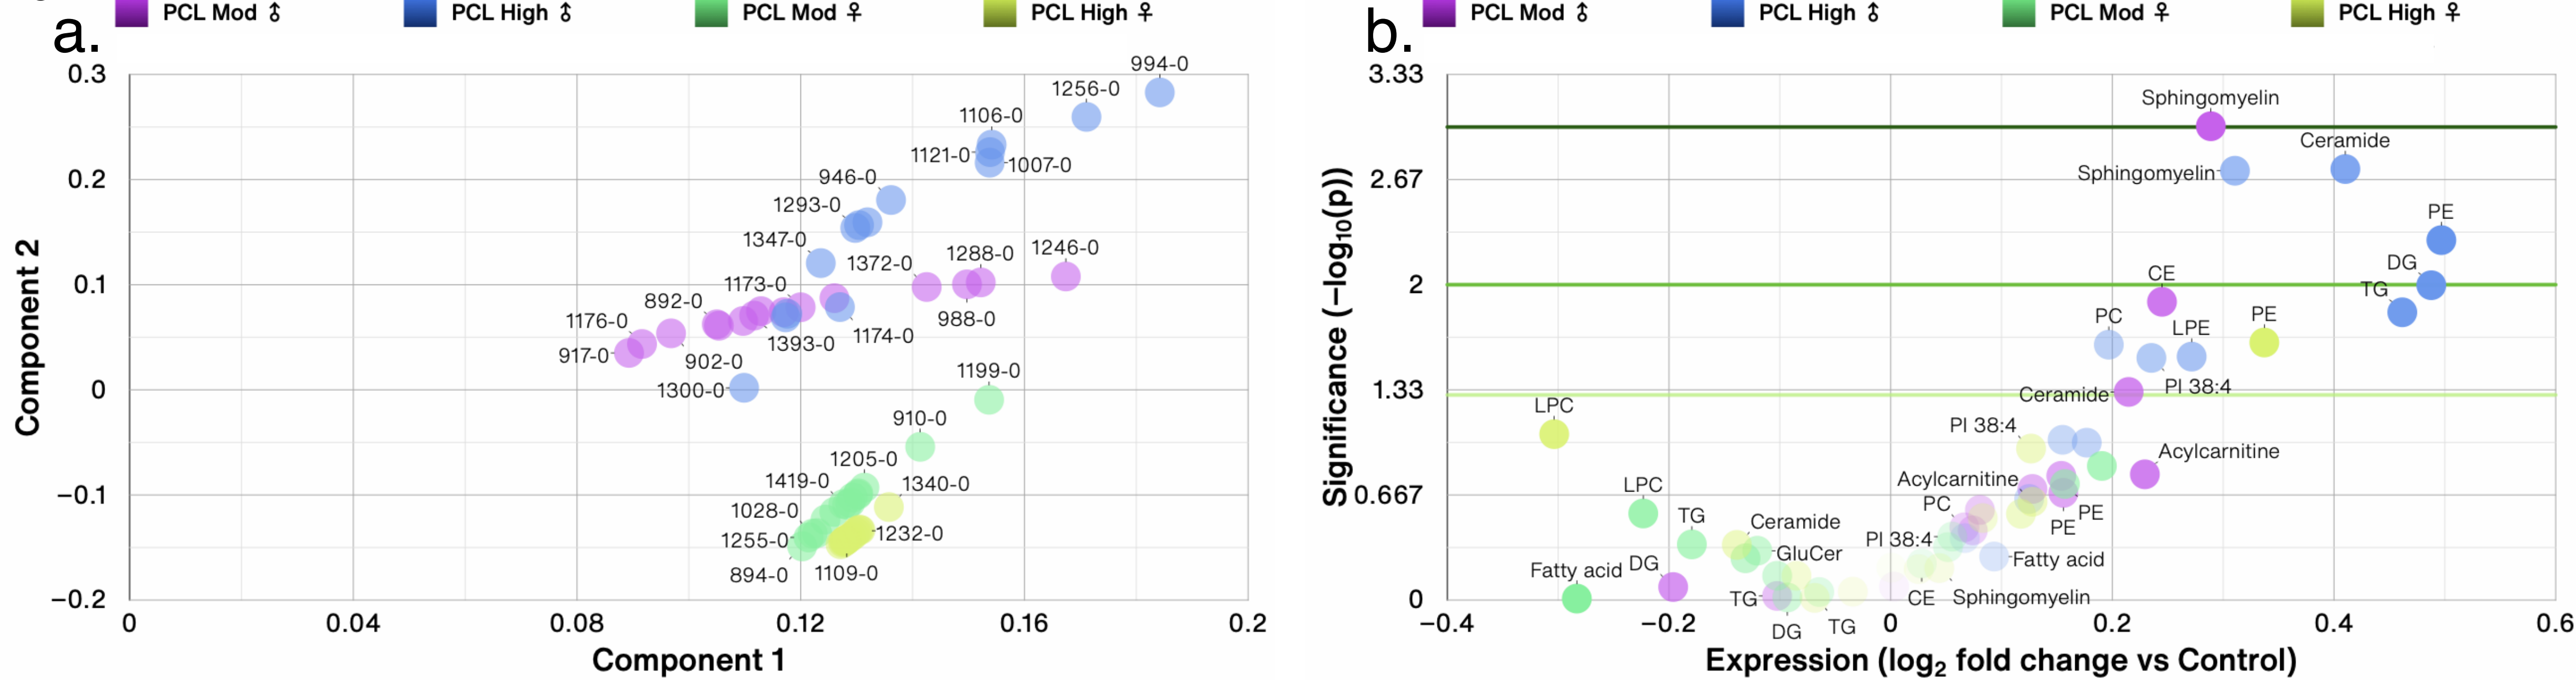 a.
PCL Mod ♂
PCL High ♂
PCL Mod ♀
PCL High ♀
0.3
0.2
0.1
0
−0.1
−0.2
Component 2
994-0
1256-0
1106-0
1121-0
1007-0
946-0
1293-0
1347-0
1372-0
1288-0
1246-0
1173-0
892-0
988-0
1176-0
1174-0
1393-0
917-0
902-0
1300-0
1199-0
910-0
1205-0
1419-0
1340-0
1028-0
1232-0
1255-0
894-0
1109-0
0
0.04
0.08
0.12
0.16
0.2
Component 1
b.
PCL Mod ♂
PCL High ♂
PCL Mod ♀
PCL High ♀
3.33
2.67
2
1.33
0.667
0
Significance (−log₁₀(p))
Sphingomyelin
Ceramide
Sphingomyelin
PE
DG
CE
TG
PC
LPE
PE
PI 38:4
Ceramide
LPC
PI 38:4
Acylcarnitine
Acylcarnitine
LPC
PC
PE
TG
Ceramide
PE
PI 38:4
GluCer
Fatty acid
DG
Fatty acid
TG
CE
Sphingomyelin
DG
TG
−0.4
−0.2
0
0.2
0.4
0.6
Expression (log₂ fold change vs Control)